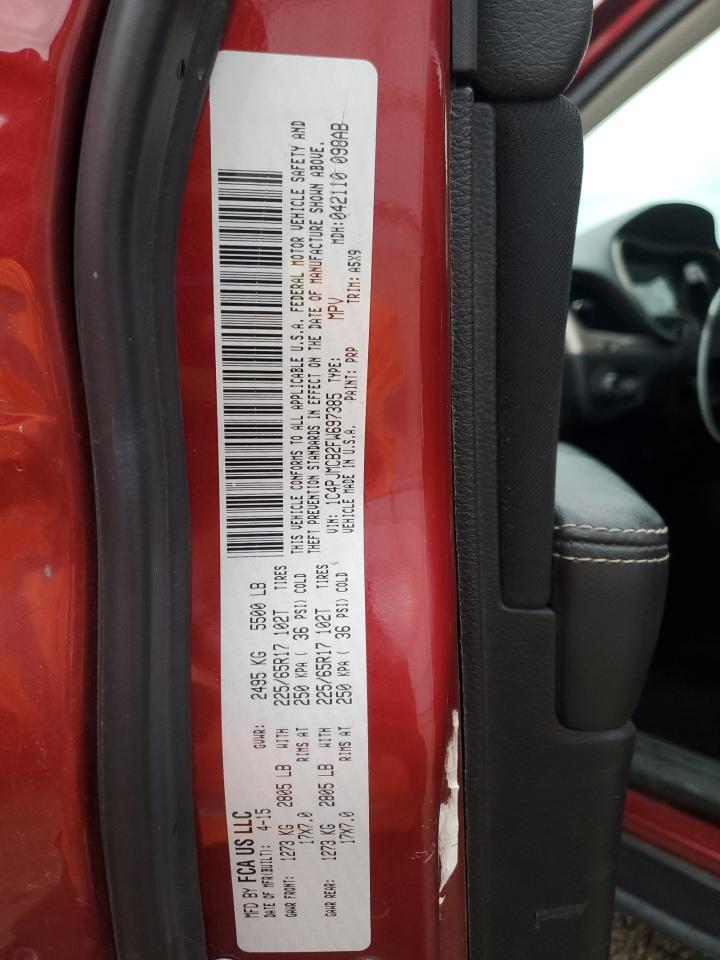 MFD BY FCA US LLC
DATE OF MFR(BUILT): 4-15 GVWR: 2495 KG 5500 LB
GAWR FRONT: 1273 KG 2805 LB WITH 225/65R17 102T TIRES
17X7.0 RIMS AT 250 KPA ( 36 PSI) COLD
GAWR REAR: 1273 KG 2805 LB WITH 225/65R17 102T TIRES
17X7.0 RIMS AT 250 KPA ( 36 PSI) COLD
THIS VEHICLE CONFORMS TO ALL APPLICABLE U.S.A. FEDERAL MOTOR VEHICLE SAFETY AND
THEFT PREVENTION STANDARDS IN EFFECT ON THE DATE OF MANUFACTURE SHOWN ABOVE.
VIN: 1C4PJMCB2FW697385 TYPE: MPV MDH:042110 098AB
VEHICLE MADE IN U.S.A. PAINT: PRP TRIM: A5X9